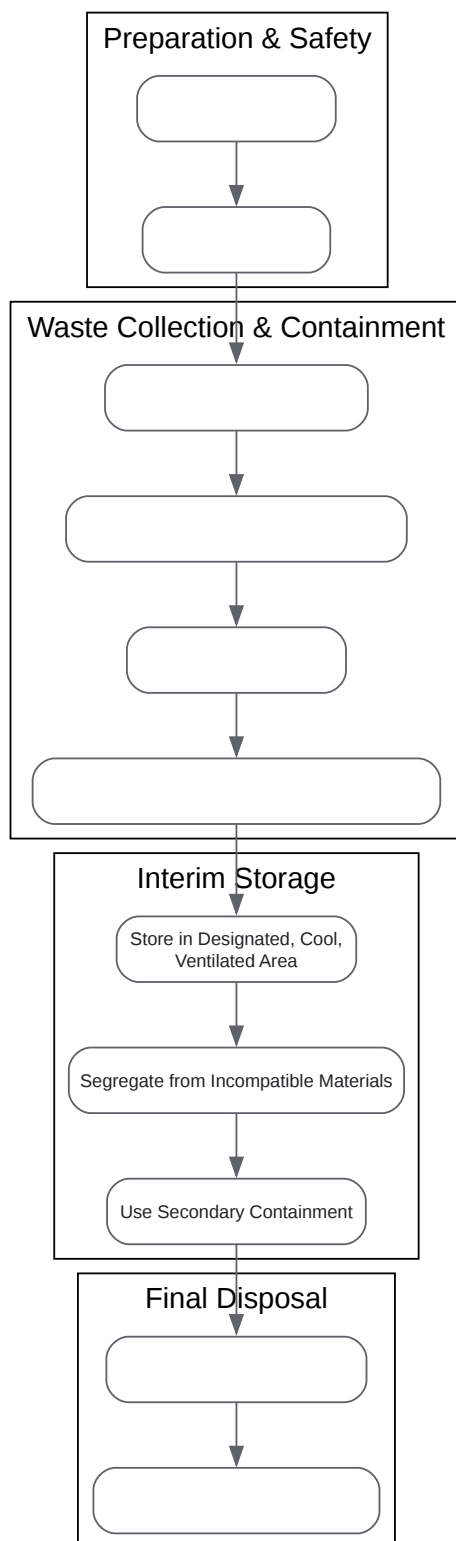 Preparation & Safety
Waste Collection & Containment
Interim Storage
Store in Designated, Cool,
Ventilated Area
Segregate from Incompatible Materials
Use Secondary Containment
Final Disposal